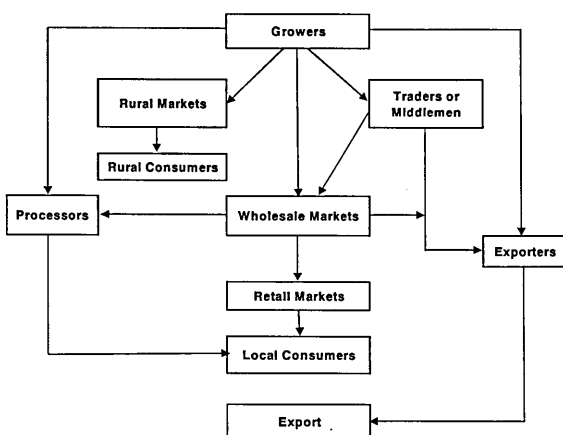 Growers
Rural Markets
Traders or
Middlemen
Rural Consumers
Processors
Wholesale Markets
Exporters
Retail Markets
Local Consumers
Export